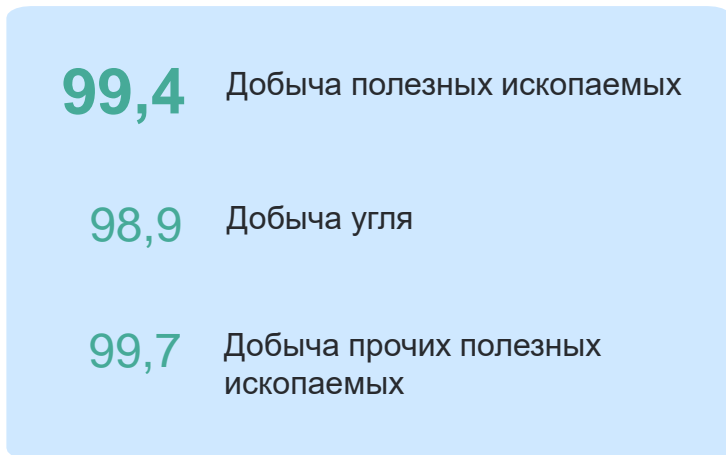 99,4 Добыча полезных ископаемых
98,9 Добыча угля
99,7 Добыча прочих полезных
ископаемых